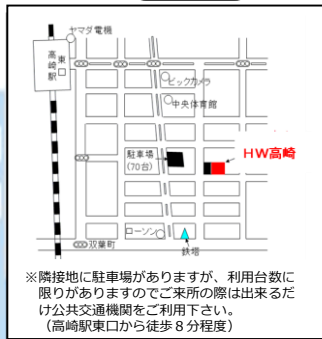 ヤマダ電機
高崎駅
東口
ビックカメラ
中央体育館
駐車場
(70台)
HW高崎
ローソン
双葉町
鉄塔
※隣接地に駐車場がありますが、利用台数に
限りがありますのでご来所の際は出来るだ
け公共交通機関をご利用下さい。
（高崎駅東口から徒歩８分程度）